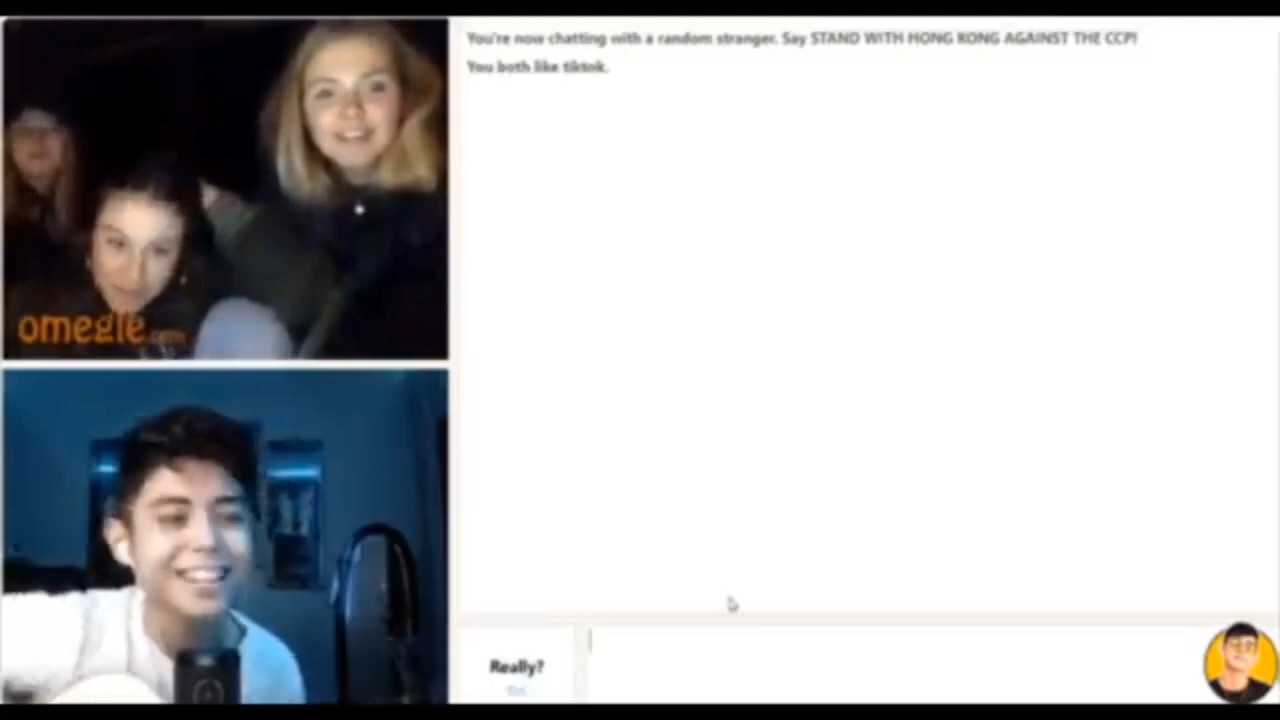 You're now chatting with a random stranger. Say STAND WITH HONG KONG AGAINST THE CCP!
You both like tiktok.
omegle.com
Really?